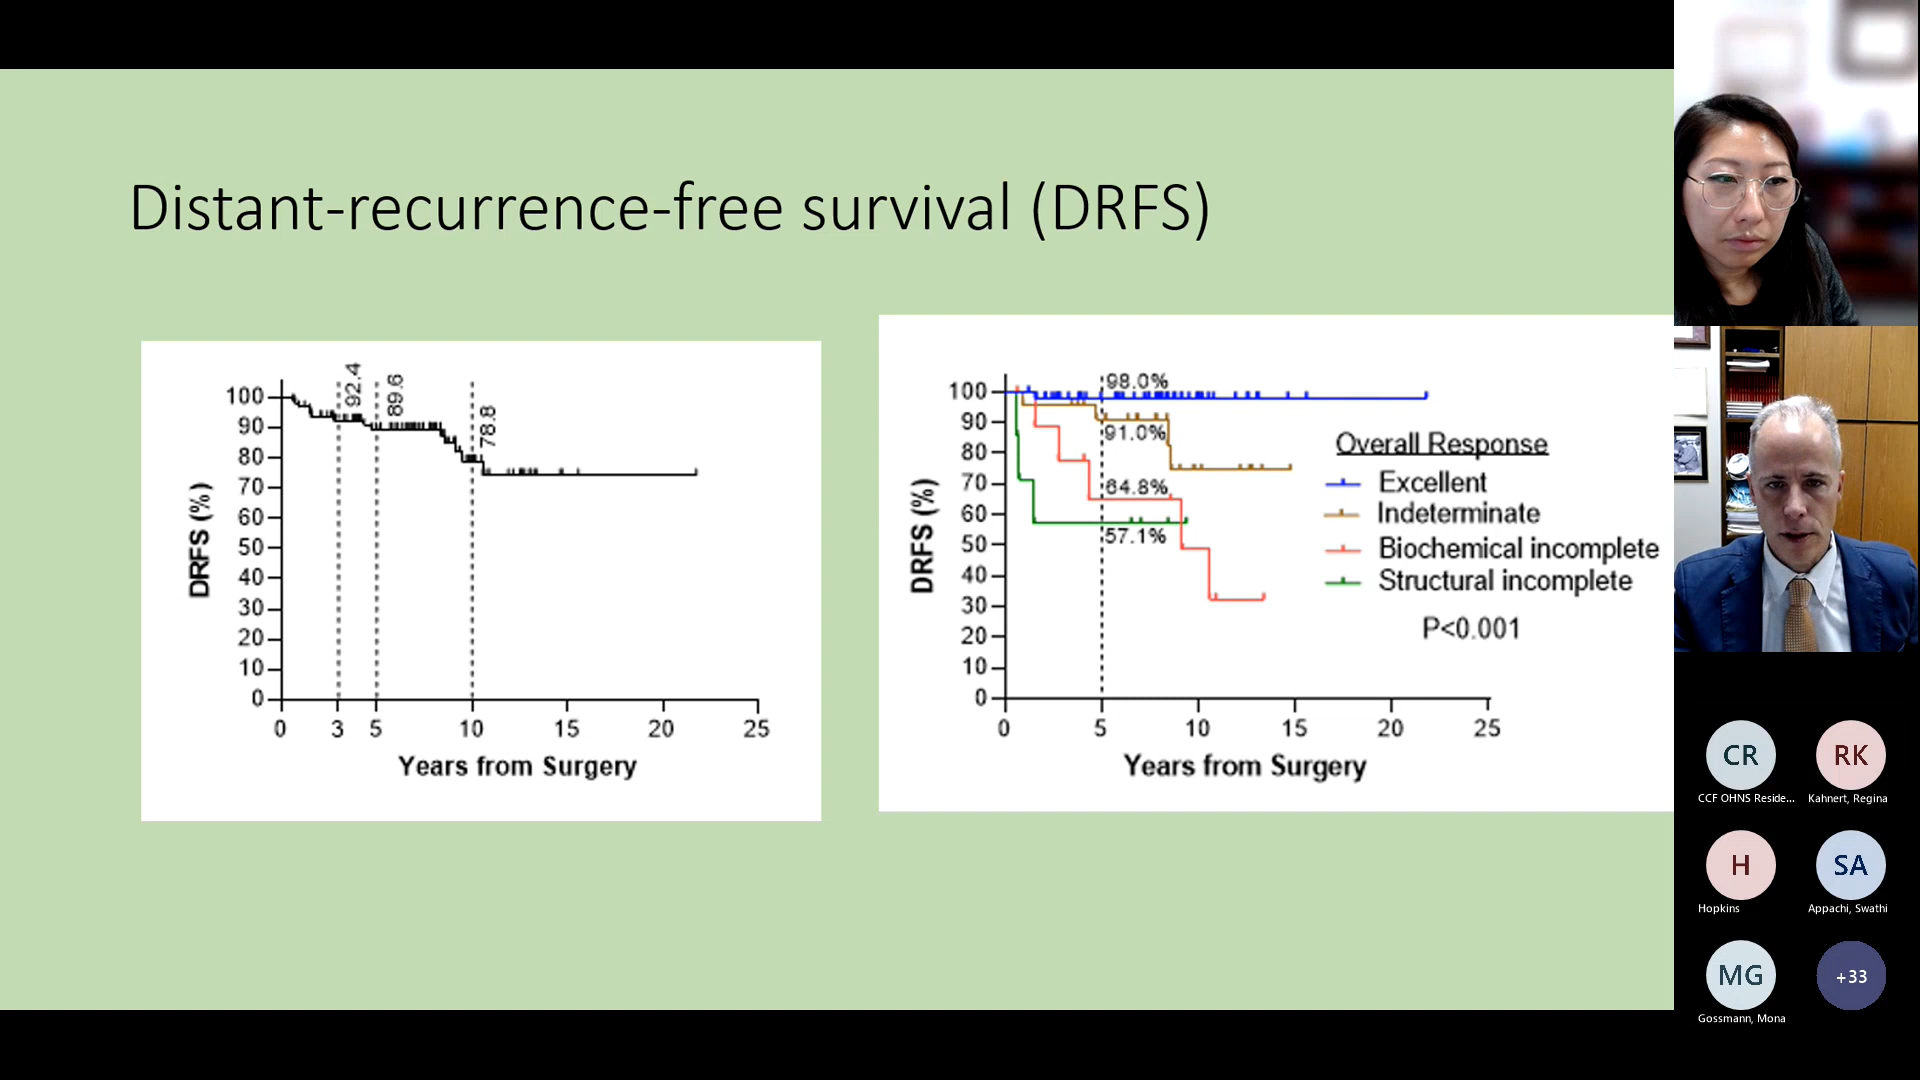 Distant-recurrence-free survival (DRFS)
92.4
89.6
78.8
100
90
80
70
60
50
40
30
20
10
0
DRFS (%)
0 3 5 10 15 20 25
Years from Surgery
98.0%
91.0%
64.8%
57.1%
100
90
80
70
60
50
40
30
20
10
0
DRFS (%)
0 5 10 15 20 25
Years from Surgery
Overall Response
Excellent
Indeterminate
Biochemical incomplete
Structural incomplete
P<0.001
CR RK
CCF OHNS Reside... Kahnert, Regina
H SA
Hopkins Appachi, Swathi
MG +33
Gossmann, Mona